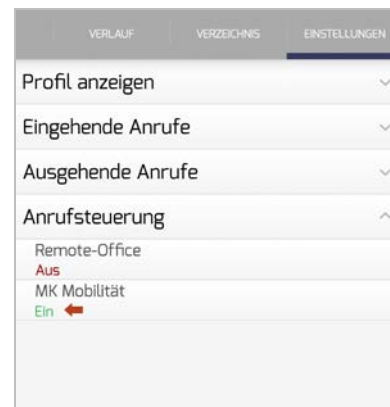 VERLAUF VERZEICHNIS EINSTELLUNGEN
Profil anzeigen
Eingehende Anrufe
Ausgehende Anrufe
Anrufsteuerung
Remote-Office
Aus
MK Mobilität
Ein